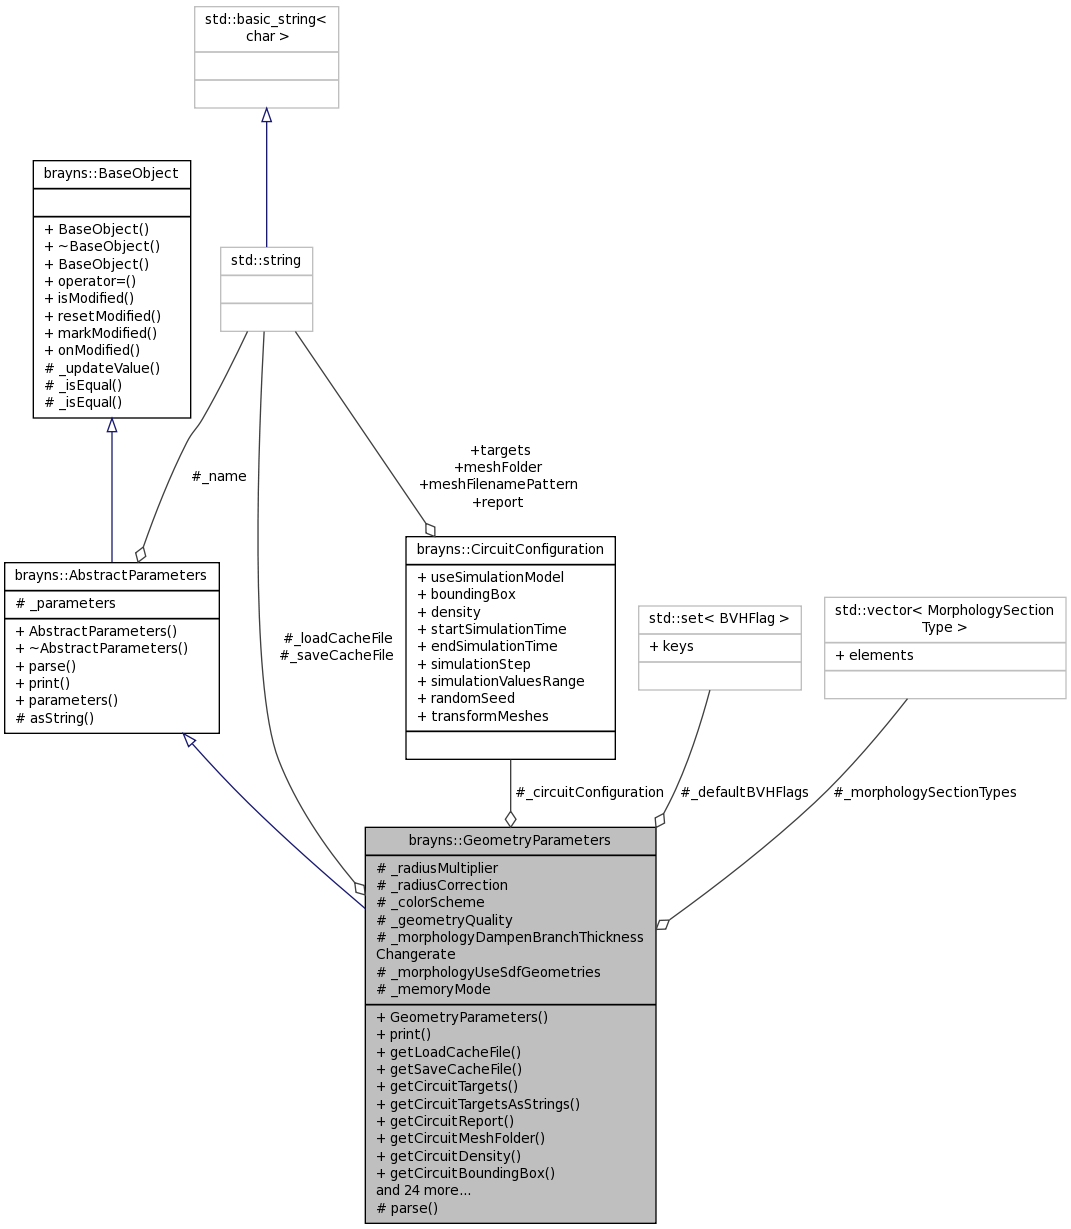 std::basic_string<
char >
brayns::BaseObject
+ BaseObject()
+ ~BaseObject()
+ BaseObject()
+ operator=()
+ isModified()
+ resetModified()
+ markModified()
+ onModified()
# _updateValue()
# _isEqual()
# _isEqual()
std::string
#_name
+targets
+meshFolder
+meshFilenamePattern
+report
brayns::AbstractParameters
# _parameters
+ AbstractParameters()
+ ~AbstractParameters()
+ parse()
+ print()
+ parameters()
# asString()
#_loadCacheFile
#_saveCacheFile
brayns::CircuitConfiguration
+ useSimulationModel
+ boundingBox
+ density
+ startSimulationTime
+ endSimulationTime
+ simulationStep
+ simulationValuesRange
+ randomSeed
+ transformMeshes
std::set< BVHFlag >
+ keys
std::vector< MorphologySection
Type >
+ elements
#_circuitConfiguration
#_defaultBVHFlags
#_morphologySectionTypes
brayns::GeometryParameters
# _radiusMultiplier
# _radiusCorrection
# _colorScheme
# _geometryQuality
# _morphologyDampenBranchThickness
Changerate
# _morphologyUseSdfGeometries
# _memoryMode
+ GeometryParameters()
+ print()
+ getLoadCacheFile()
+ getSaveCacheFile()
+ getCircuitTargets()
+ getCircuitTargetsAsStrings()
+ getCircuitReport()
+ getCircuitMeshFolder()
+ getCircuitDensity()
+ getCircuitBoundingBox()
and 24 more...
# parse()